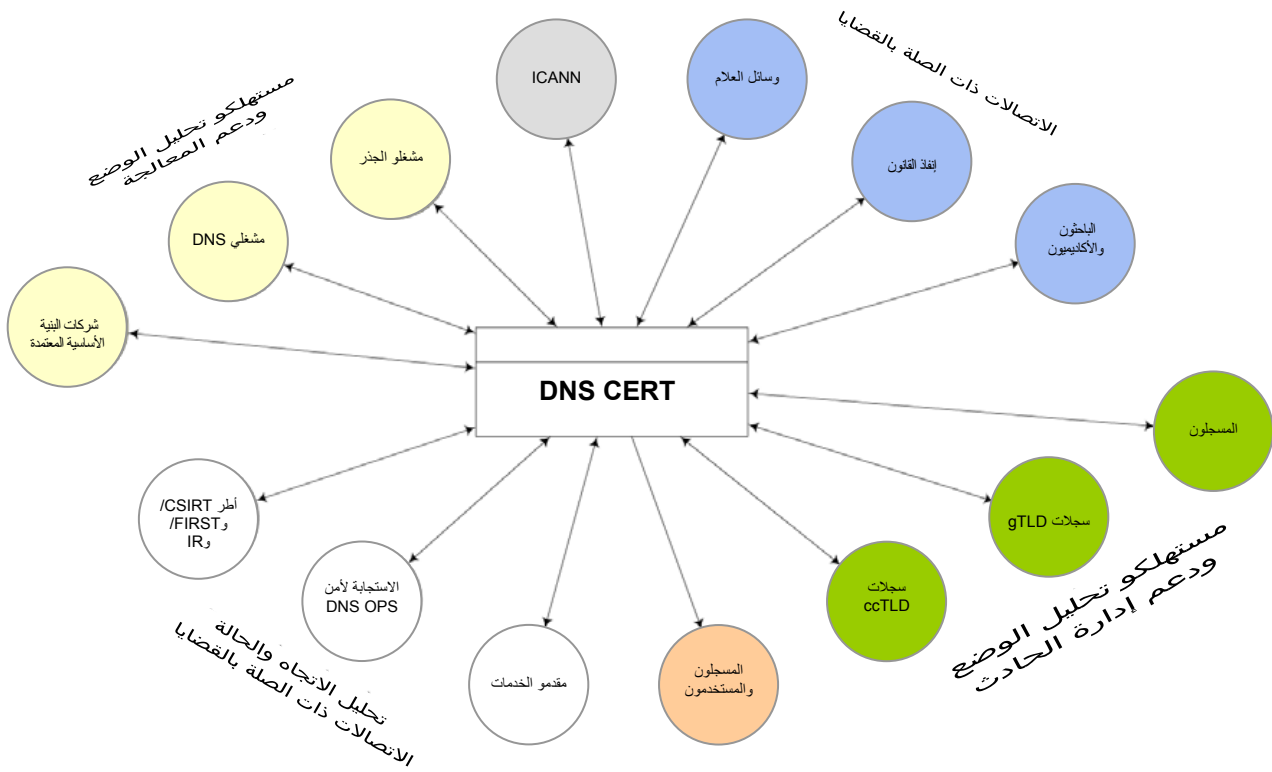 ICANN
وسائل العلام
الاتصالات ذات الصلة بالقضايا
مستهلكو تحليل الوضع
ودعم المعالجة
مشغلو الجذر
إنفاذ القانون
مشغلي DNS
الباحثون
والأكاديميون
شركات البنية
الأساسية المعتمدة
DNS CERT
المسجلون
أطر CSIRT/
وFIRST/
وIR
سجلات gTLD
الاستجابة لأمن
DNS OPS
سجلات
ccTLD
مستهلكو تحليل الوضع
ودعم إدارة الحادث
مقدمو الخدمات
المسجلون
والمستخدمون
تحليل الاتجاه والحالة
الاتصالات ذات الصلة بالقضايا